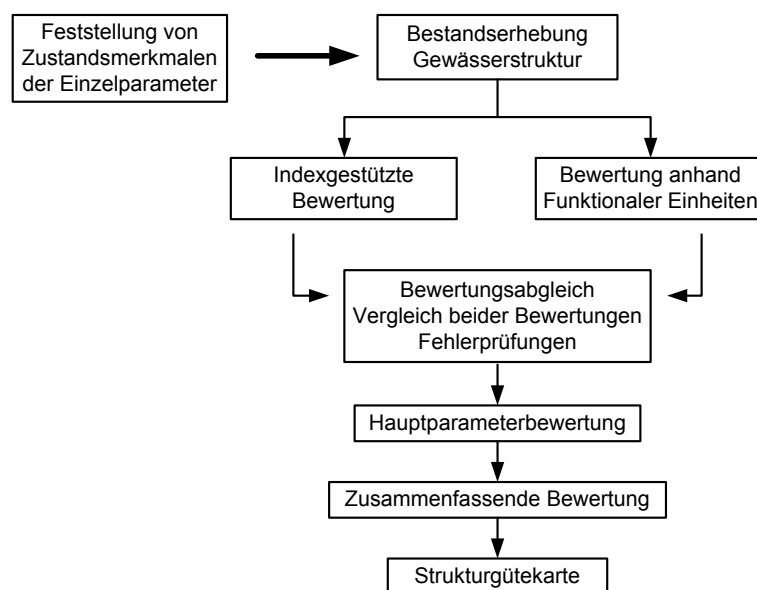 Feststellung von
Zustandsmerkmalen
der Einzelparameter
Bestandserhebung
Gewässerstruktur
Indexgestützte
Bewertung
Bewertung anhand
Funktionaler Einheiten
Bewertungsabgleich
Vergleich beider Bewertungen
Fehlerprüfungen
Hauptparameterbewertung
Zusammenfassende Bewertung
Strukturgütekarte